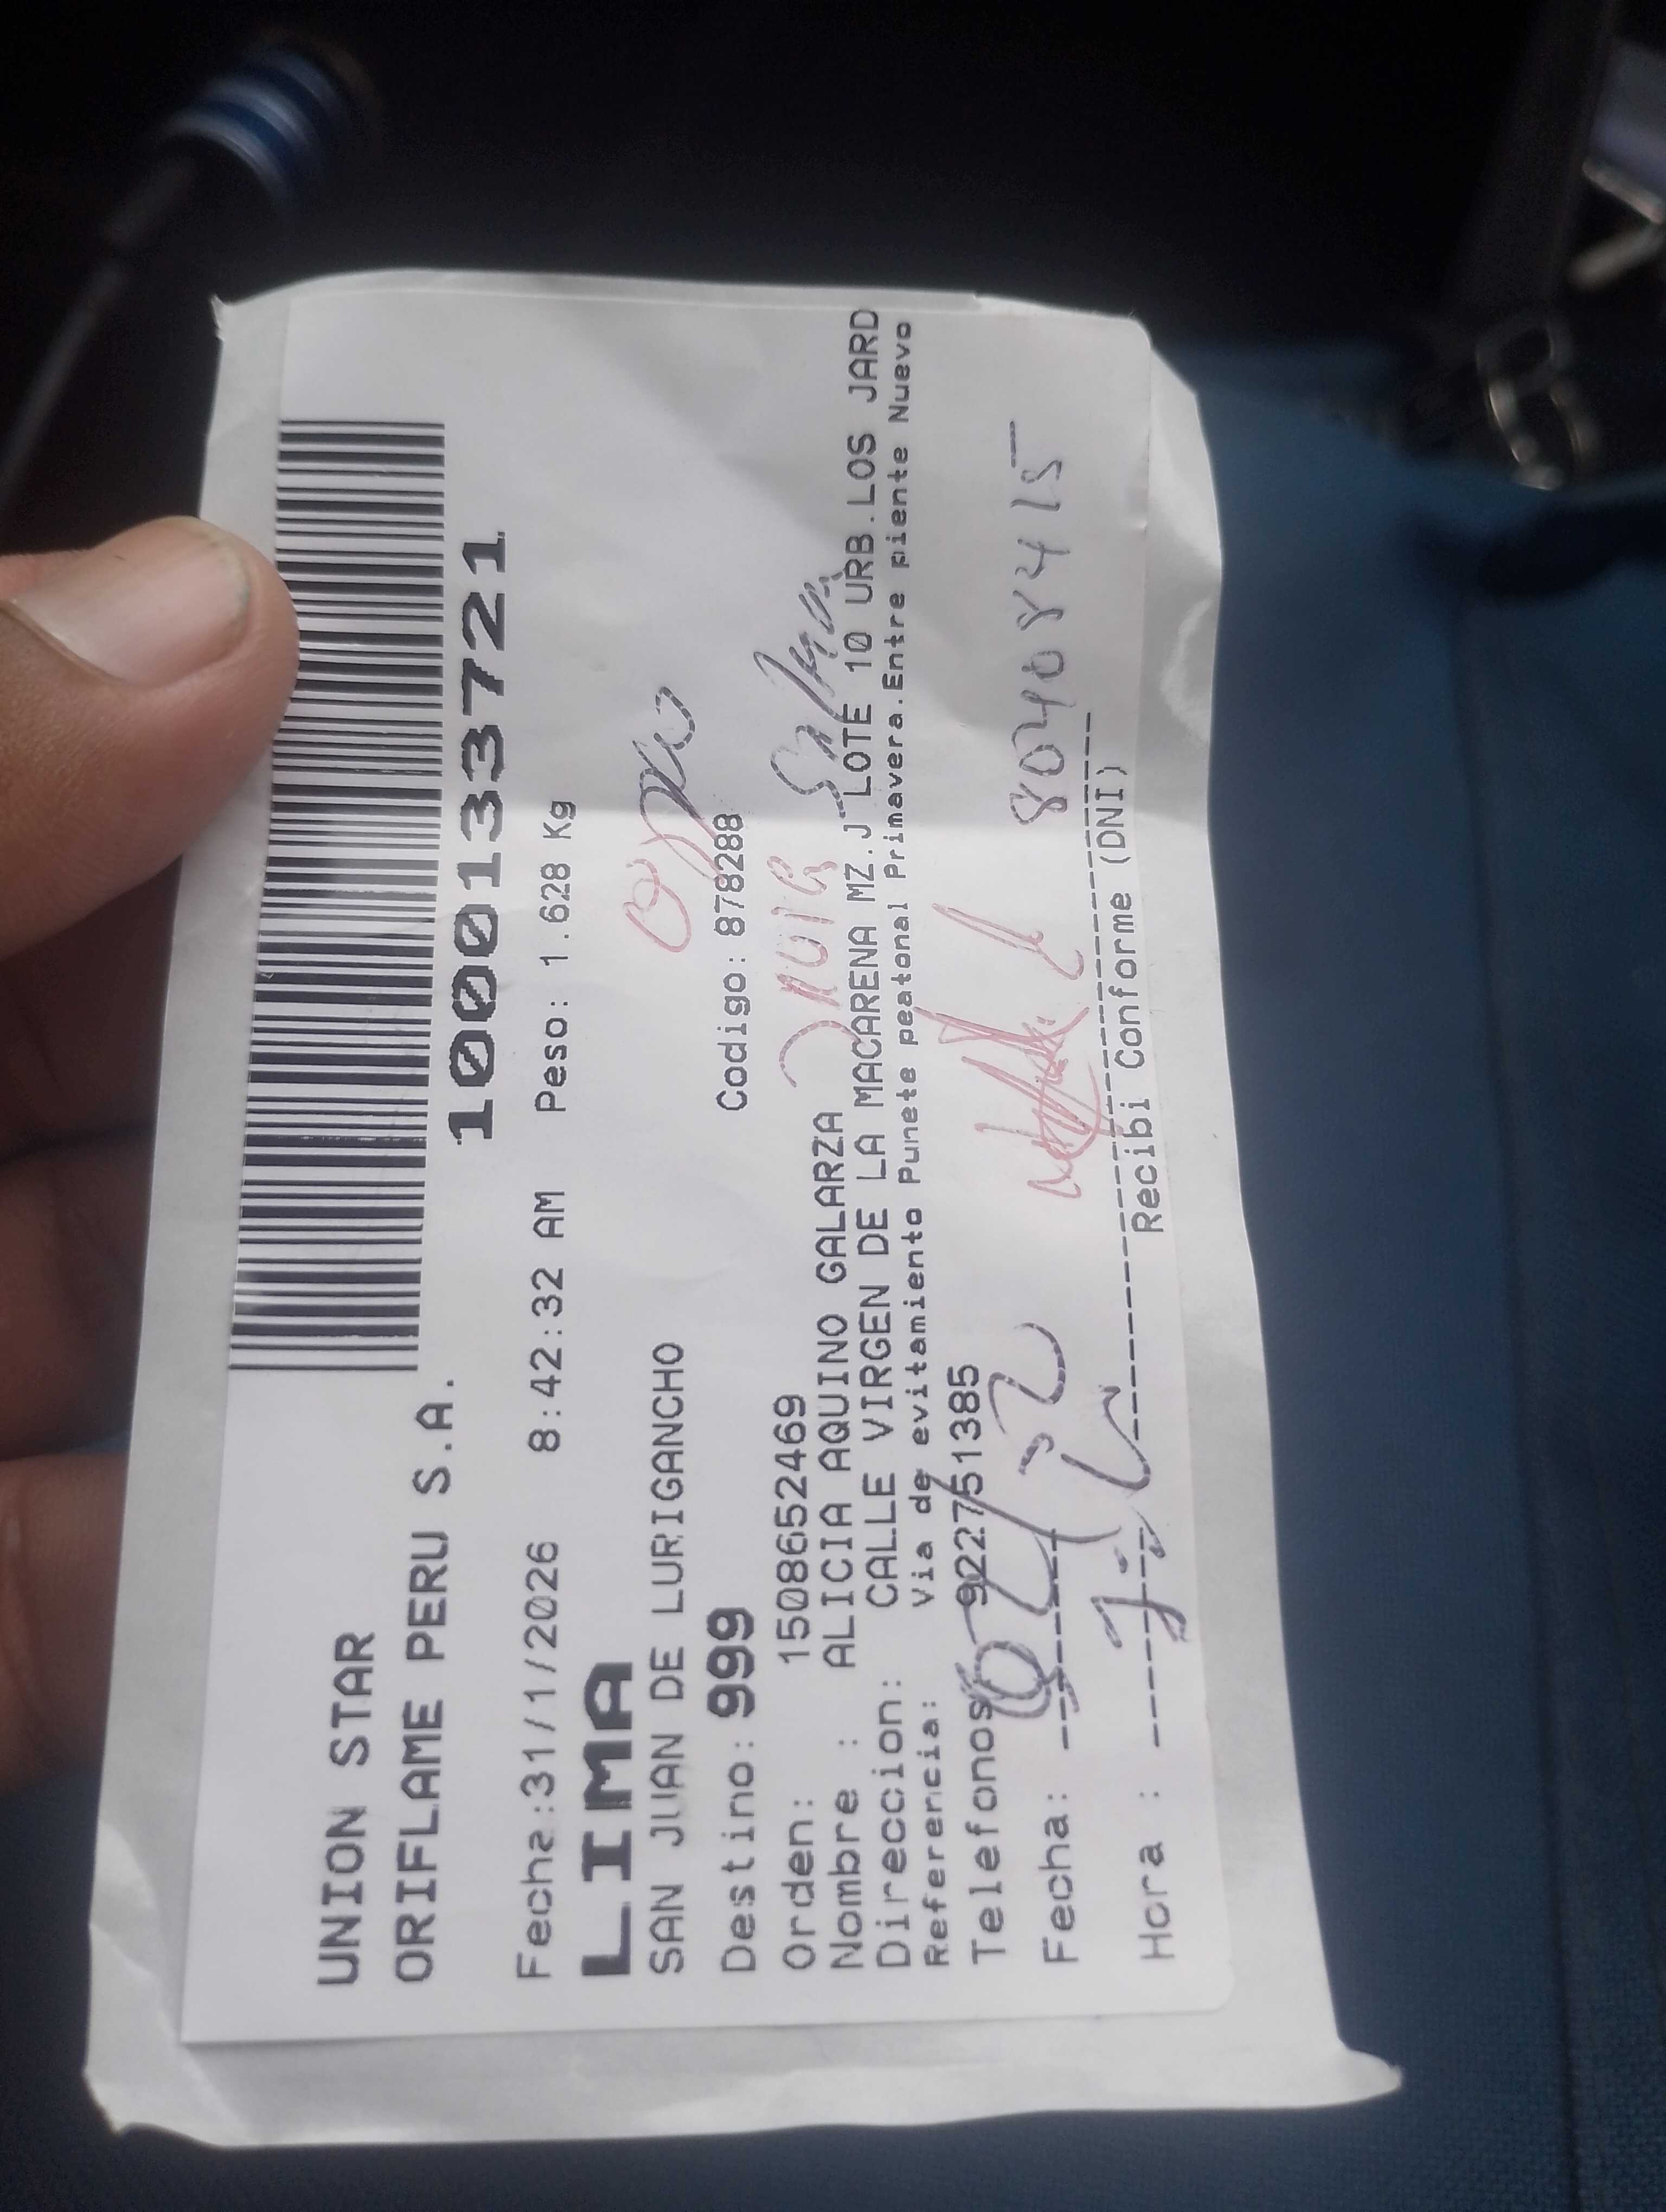 UNION STAR
ORIFLAME PERU S.A.
1000133721
Fecha:31/1/2026 8:42:32 AM Peso: 1.628 Kg
LIMA
SAN JUAN DE LURIGANCHO
Destino: 999 Codigo: 878288
Orden: 15086652469
Nombre : ALICIA AQUINO GALARZA
Direccion: CALLE VIRGEN DE LA MACARENA MZ.J LOTE 10 URB.LOS JARD
Referencia: Via de evitamiento Punete peatonal Primavera.Entre piente Nuevo
Telefonos 922751385
80408415
Fecha:
Recibi Conforme (DNI)
Hora :